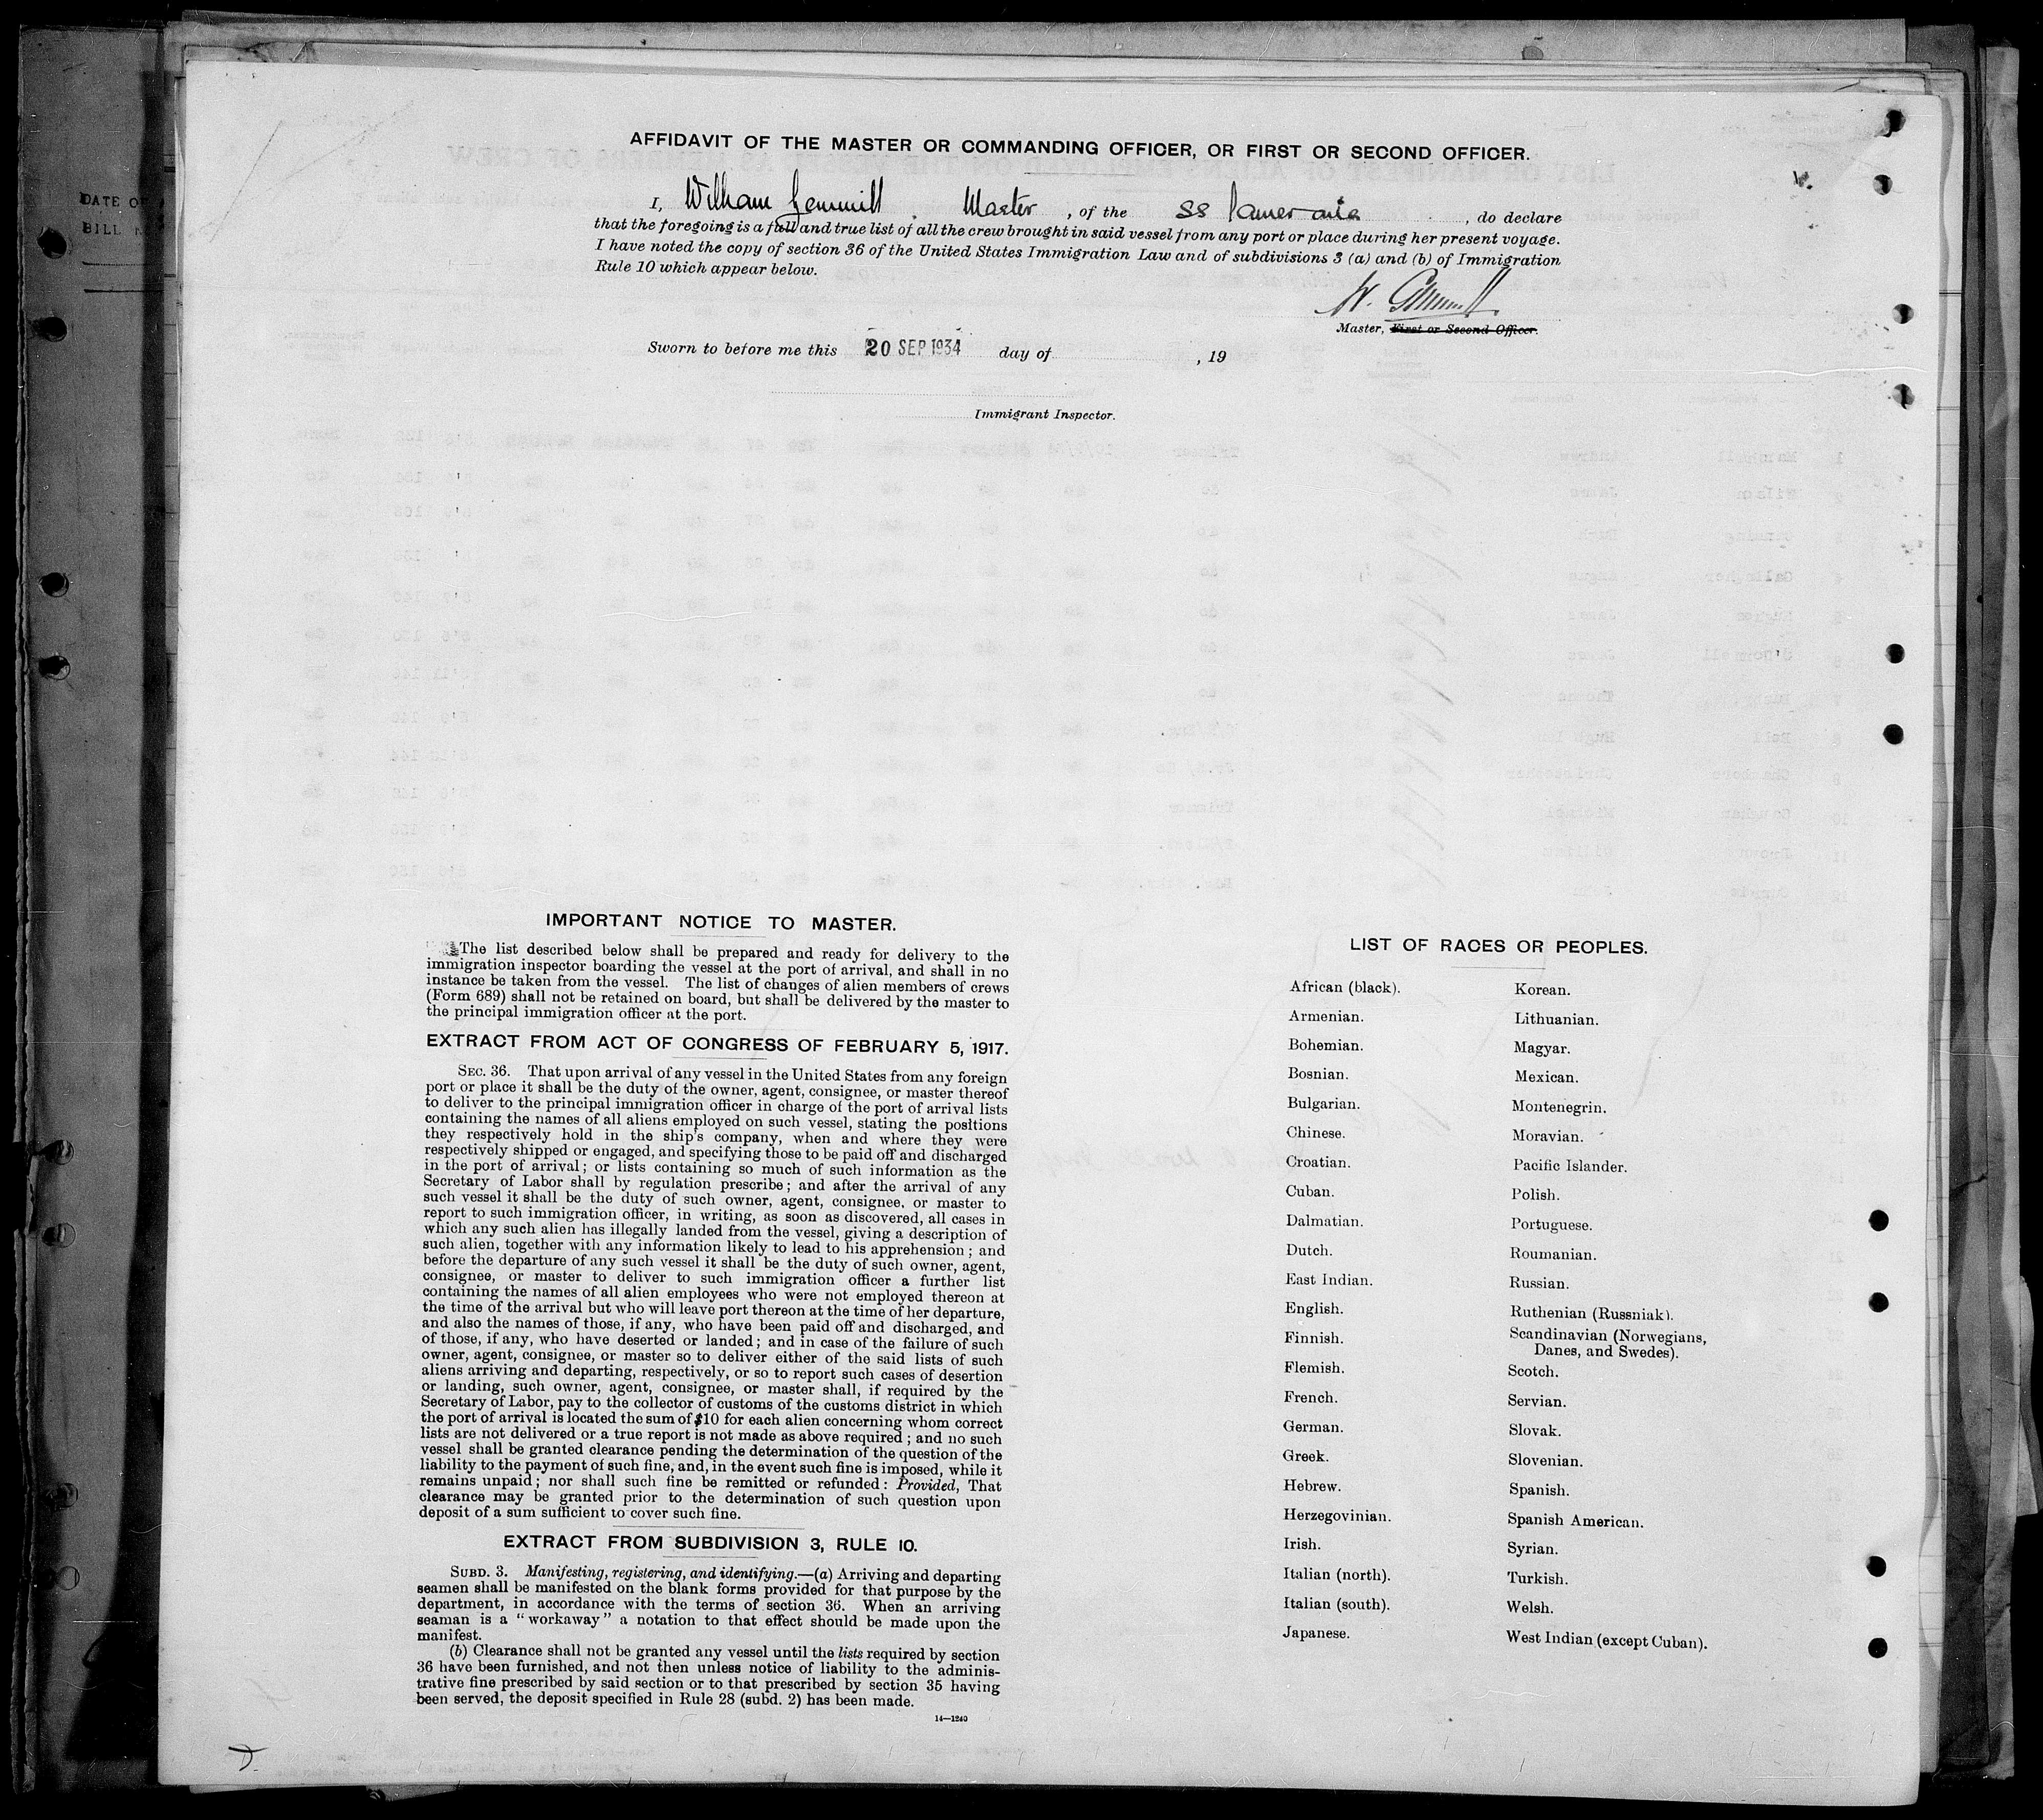 DATE OF
BILL
AFFIDAVIT OF THE MASTER OR COMMANDING OFFICER, OR FIRST OR SECOND OFFICER.
I, William Gemmill, Master, of the SS Camerania, do declare
that the foregoing is a full and true list of all the crew brought in said vessel from any port or place during her present voyage.
I have noted the copy of section 36 of the United States Immigration Law and of subdivisions 3 (a) and (b) of Immigration
Rule 10 which appear below.
W. Gemmill
Master, First or Second Officer.
Sworn to before me this 20 SEP 1934 day of , 19
Immigrant Inspector.
IMPORTANT NOTICE TO MASTER.
The list described below shall be prepared and ready for delivery to the
immigration inspector boarding the vessel at the port of arrival, and shall in no
instance be taken from the vessel. The list of changes of alien members of crews
(Form 689) shall not be retained on board, but shall be delivered by the master to
the principal immigration officer at the port.
EXTRACT FROM ACT OF CONGRESS OF FEBRUARY 5, 1917.
SEC. 36. That upon arrival of any vessel in the United States from any foreign
port or place it shall be the duty of the owner, agent, consignee, or master thereof
to deliver to the principal immigration officer in charge of the port of arrival lists
containing the names of all aliens employed on such vessel, stating the positions
they respectively hold in the ship's company, when and where they were
respectively shipped or engaged, and specifying those to be paid off and discharged
in the port of arrival; or lists containing so much of such information as the
Secretary of Labor shall by regulation prescribe; and after the arrival of any
such vessel it shall be the duty of such owner, agent, consignee, or master to
report to such immigration officer, in writing, as soon as discovered, all cases in
which any such alien has illegally landed from the vessel, giving a description of
such alien, together with any information likely to lead to his apprehension; and
before the departure of any such vessel it shall be the duty of such owner, agent,
consignee, or master to deliver to such immigration officer a further list
containing the names of all alien employees who were not employed thereon at
the time of the arrival but who will leave port thereon at the time of her departure,
and also the names of those, if any, who have been paid off and discharged, and
of those, if any, who have deserted or landed; and in case of the failure of such
owner, agent, consignee, or master so to deliver either of the said lists of such
aliens arriving and departing, respectively, or so to report such cases of desertion
or landing, such owner, agent, consignee, or master shall, if required by the
Secretary of Labor, pay to the collector of customs of the customs district in which
the port of arrival is located the sum of $10 for each alien concerning whom correct
lists are not delivered or a true report is not made as above required; and no such
vessel shall be granted clearance pending the determination of the question of the
liability to the payment of such fine, and, in the event such fine is imposed, while it
remains unpaid; nor shall such fine be remitted or refunded: Provided, That
clearance may be granted prior to the determination of such question upon
deposit of a sum sufficient to cover such fine.
EXTRACT FROM SUBDIVISION 3, RULE 10.
SUBD. 3. Manifesting, registering, and identifying.—(a) Arriving and departing
seamen shall be manifested on the blank forms provided for that purpose by the
department, in accordance with the terms of section 36. When an arriving
seaman is a "workaway" a notation to that effect should be made upon the
manifest.
(b) Clearance shall not be granted any vessel until the lists required by section
36 have been furnished, and not then unless notice of liability to the adminis-
trative fine prescribed by said section or to that prescribed by section 35 having
been served, the deposit specified in Rule 28 (subd. 2) has been made.
14—1240
LIST OF RACES OR PEOPLES.
African (black).
Armenian.
Bohemian.
Bosnian.
Bulgarian.
Chinese.
Croatian.
Cuban.
Dalmatian.
Dutch.
East Indian.
English.
Finnish.
Flemish.
French.
German.
Greek.
Hebrew.
Herzegovinian.
Irish.
Italian (north).
Italian (south).
Japanese.
Korean.
Lithuanian.
Magyar.
Mexican.
Montenegrin.
Moravian.
Pacific Islander.
Polish.
Portuguese.
Roumanian.
Russian.
Ruthenian (Russniak).
Scandinavian (Norwegians,
Danes, and Swedes).
Scotch.
Servian.
Slovak.
Slovenian.
Spanish.
Spanish American.
Syrian.
Turkish.
Welsh.
West Indian (except Cuban).